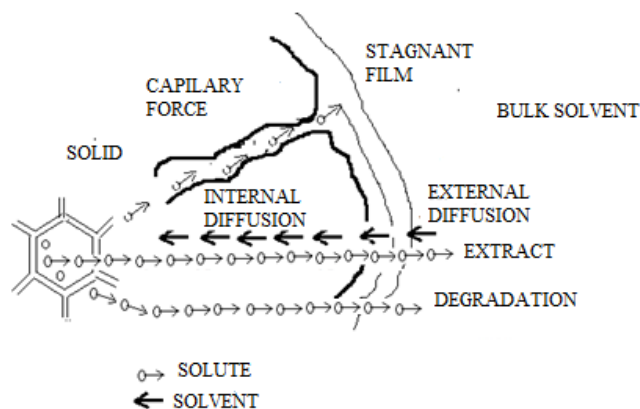 STAGNANT
FILM
CAPILARY
FORCE
BULK SOLVENT
SOLID
INTERNAL
DIFFUSION
EXTERNAL
DIFFUSION
EXTRACT
DEGRADATION
SOLUTE
SOLVENT